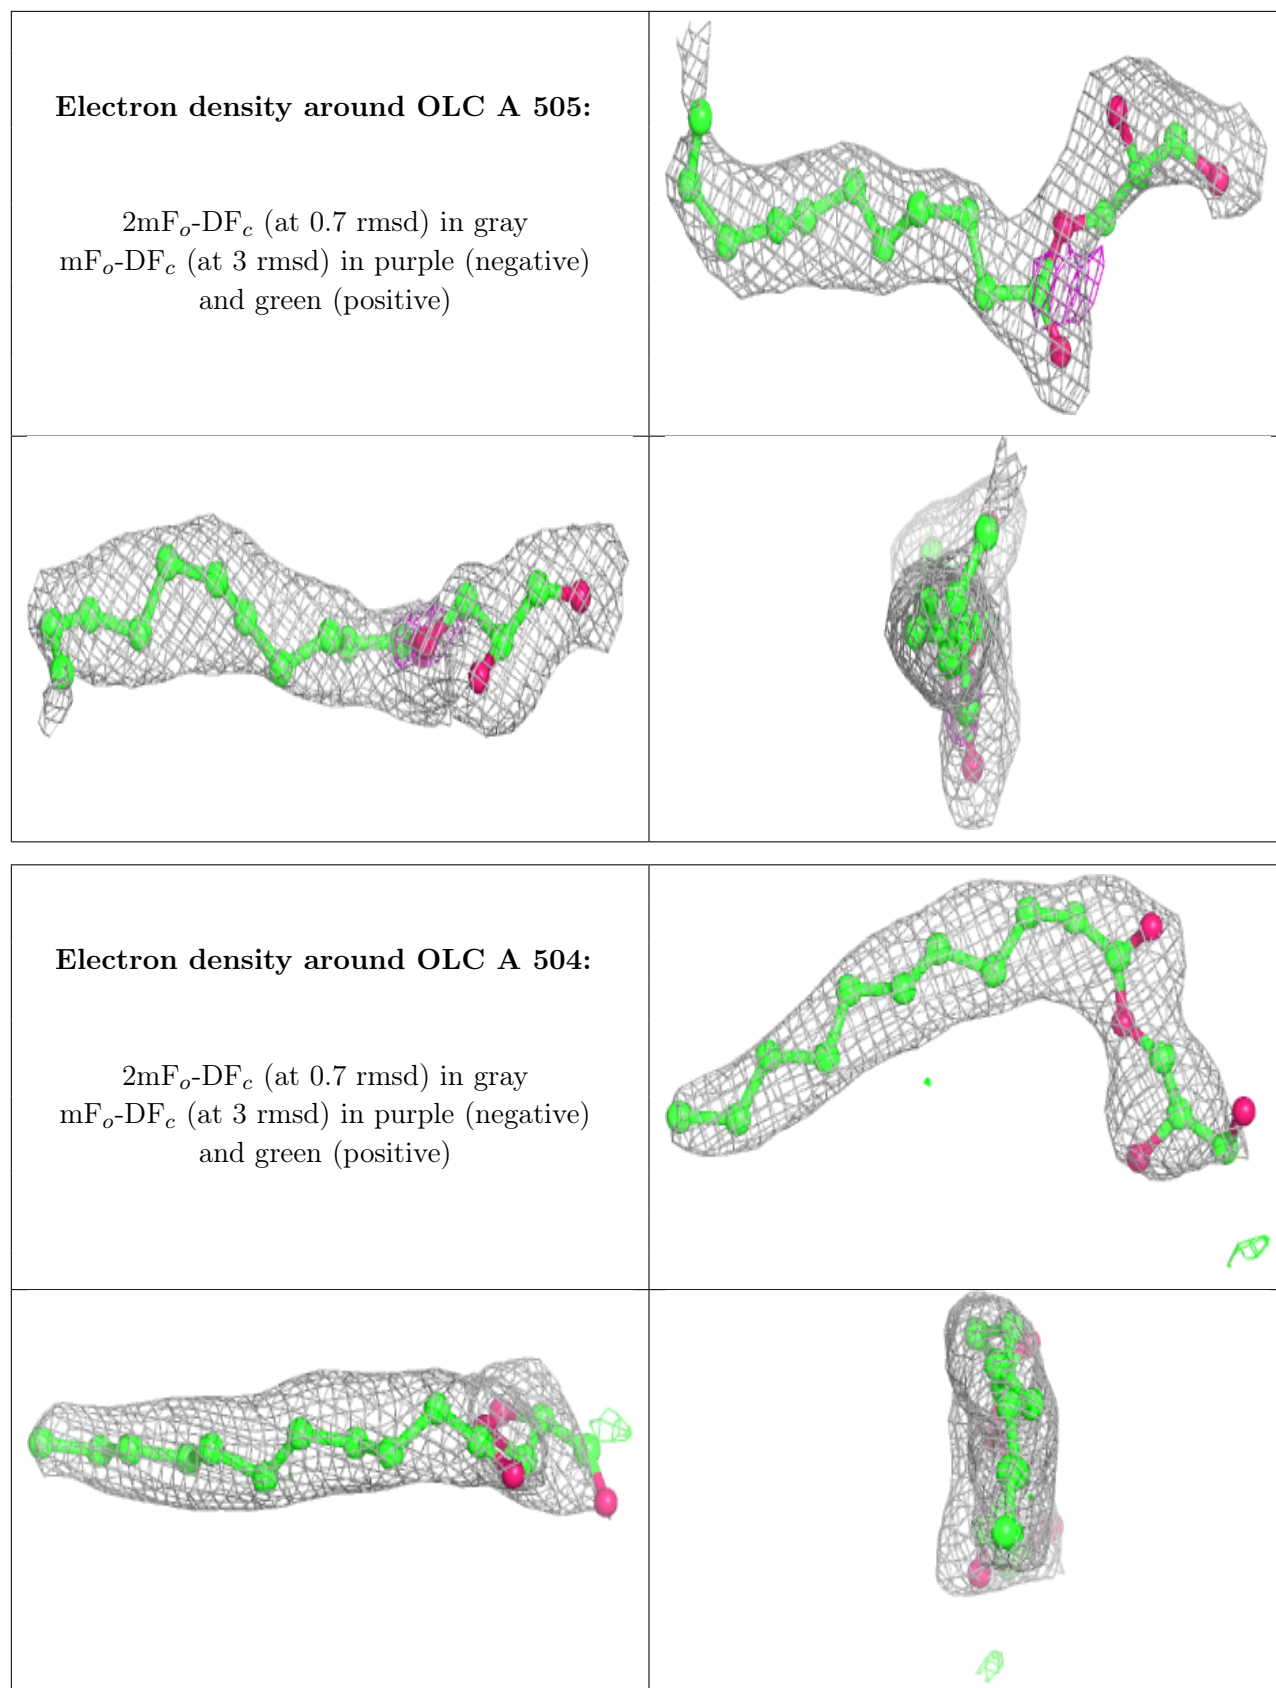 Electron density around OLC A 505:
2mFₒ-DF𝒸 (at 0.7 rmsd) in gray
mFₒ-DF𝒸 (at 3 rmsd) in purple (negative)
and green (positive)
Electron density around OLC A 504:
2mFₒ-DF𝒸 (at 0.7 rmsd) in gray
mFₒ-DF𝒸 (at 3 rmsd) in purple (negative)
and green (positive)